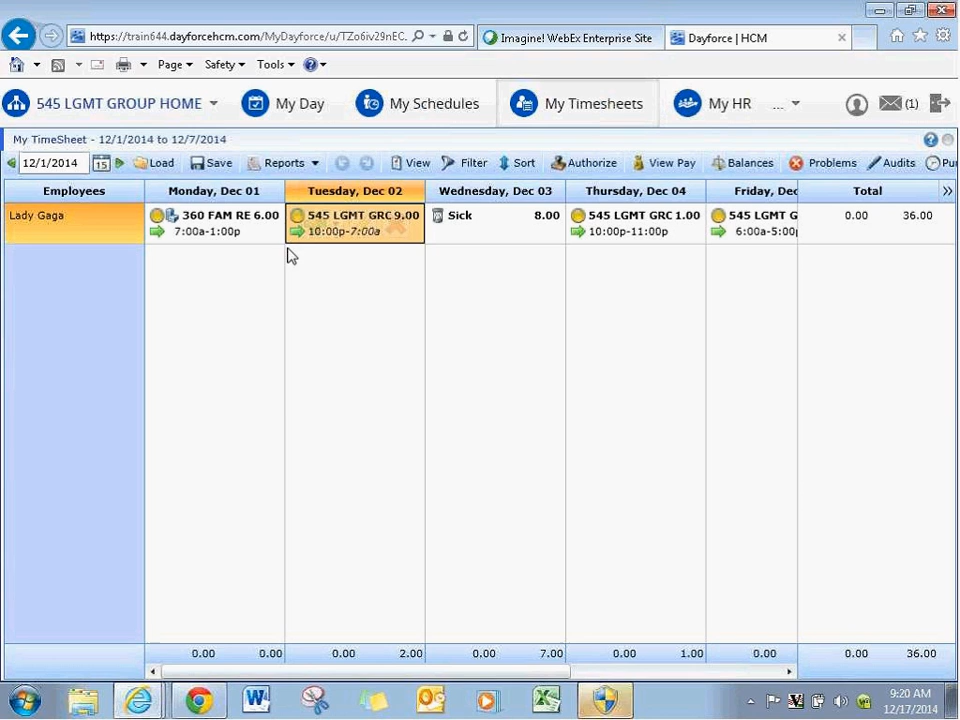 https://train644.dayforcehcm.com/MyDayforce/u/TZo6iv29nEC.
Imagine! WebEx Enterprise Site
Dayforce | HCM
Page Safety Tools
545 LGMT GROUP HOME My Day My Schedules My Timesheets My HR ... (1)
My TimeSheet - 12/1/2014 to 12/7/2014
12/1/2014 15 Load Save Reports View Filter Sort Authorize View Pay Balances Problems Audits Pu
Employees Monday, Dec 01 Tuesday, Dec 02 Wednesday, Dec 03 Thursday, Dec 04 Friday, Dec Total »
Lady Gaga 360 FAM RE 6.00 545 LGMT GRC 9.00 Sick 8.00 545 LGMT GRC 1.00 545 LGMT G 0.00 36.00
7:00a-1:00p 10:00p-7:00a 10:00p-11:00p 6:00a-5:00p
0.00 0.00 0.00 2.00 0.00 7.00 0.00 1.00 0.00 0.00 36.00
9:20 AM
12/17/2014